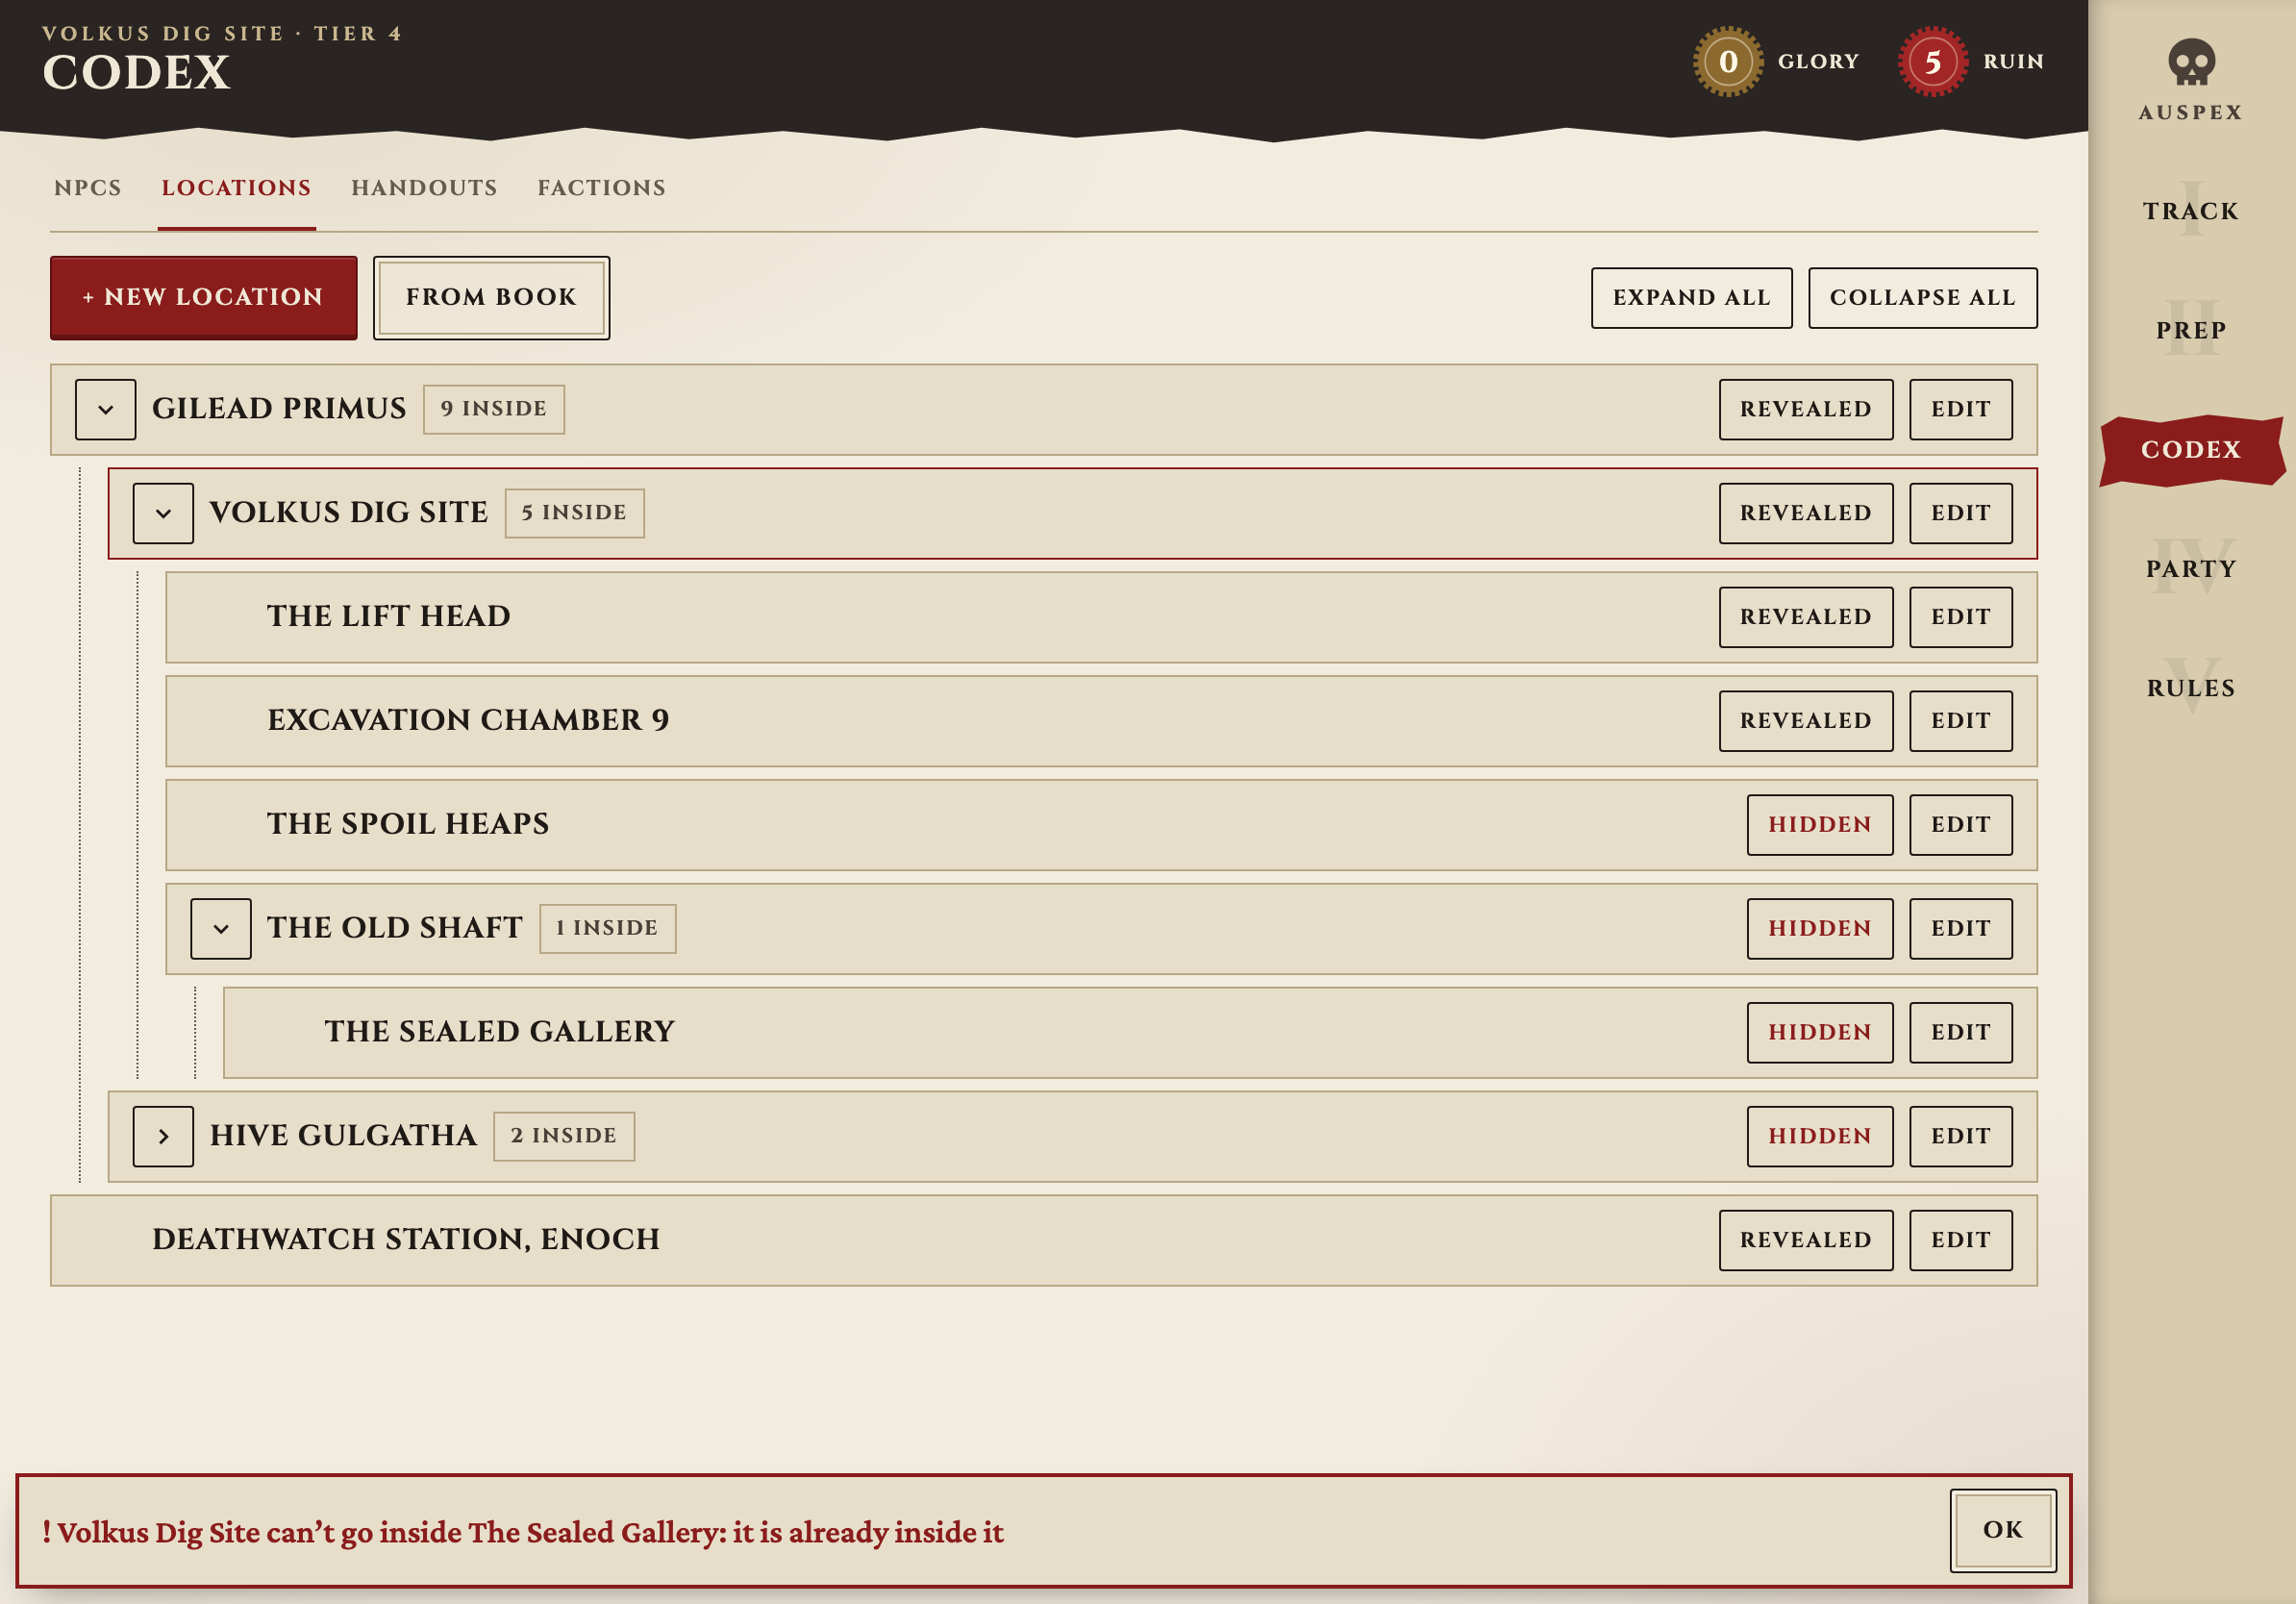 VOLKUS DIG SITE · TIER 4
CODEX
0 GLORY
5 RUIN
NPCS LOCATIONS HANDOUTS FACTIONS
+ NEW LOCATION FROM BOOK EXPAND ALL COLLAPSE ALL
GILEAD PRIMUS 9 INSIDE REVEALED EDIT
VOLKUS DIG SITE 5 INSIDE REVEALED EDIT
THE LIFT HEAD REVEALED EDIT
EXCAVATION CHAMBER 9 REVEALED EDIT
THE SPOIL HEAPS HIDDEN EDIT
THE OLD SHAFT 1 INSIDE HIDDEN EDIT
THE SEALED GALLERY HIDDEN EDIT
HIVE GULGATHA 2 INSIDE HIDDEN EDIT
DEATHWATCH STATION, ENOCH REVEALED EDIT
! Volkus Dig Site can’t go inside The Sealed Gallery: it is already inside it OK
AUSPEX
I
TRACK
II
PREP
CODEX
IV
PARTY
V
RULES